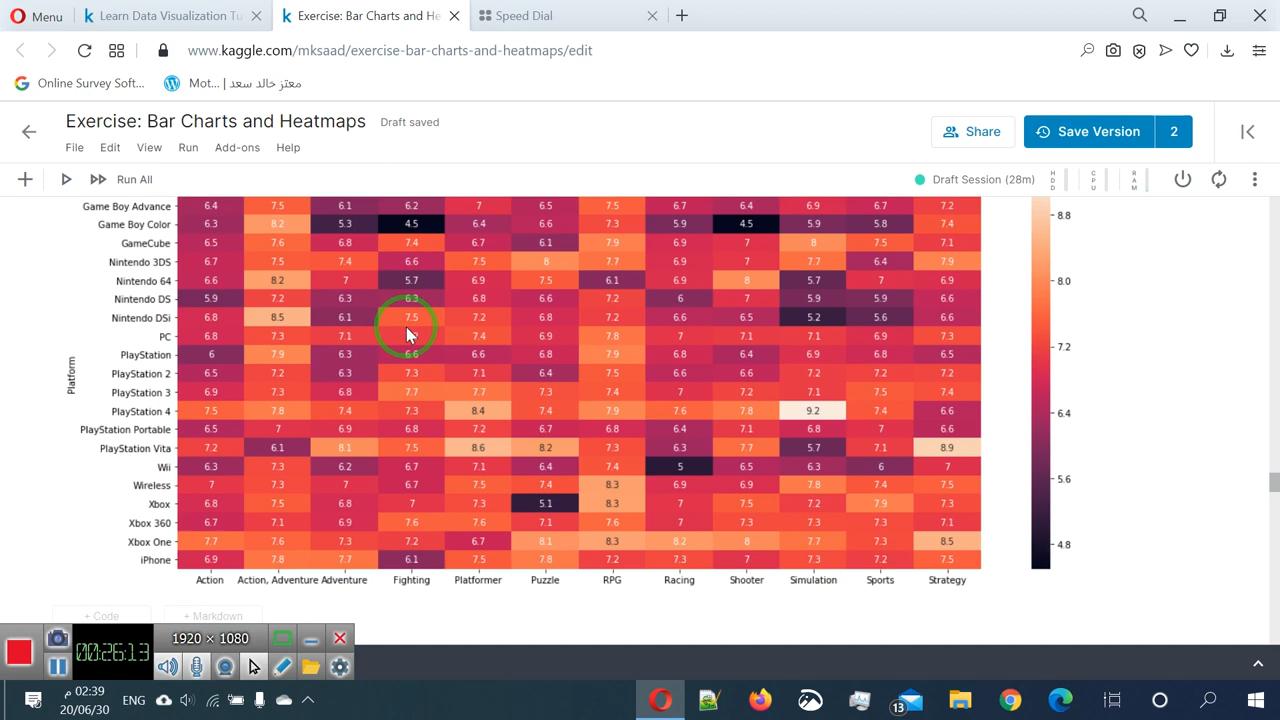 Menu
Learn Data Visualization Tu
Exercise: Bar Charts and He
Speed Dial
www.kaggle.com/mksaad/exercise-bar-charts-and-heatmaps/edit
Online Survey Soft...
Mot... | معتز خالد سعد
Exercise: Bar Charts and Heatmaps
Draft saved
Share
Save Version
2
File Edit View Run Add-ons Help
Run All
Draft Session (28m)
HDD
CPU
RAM
Game Boy Advance 6.4 7.5 6.1 6.2 7 6.5 7.5 6.7 6.4 6.9 6.7 7.2
Game Boy Color 6.3 8.2 5.3 4.5 6.4 6.6 7.3 5.9 4.5 5.9 5.8 7.4
GameCube 6.5 7.6 6.8 7.4 6.7 6.1 7.9 6.9 7 8 7.5 7.1
Nintendo 3DS 6.7 7.5 7.4 6.6 7.5 8 7.7 6.9 7 7.7 6.4 7.9
Nintendo 64 6.6 8.2 7 5.7 6.9 7.5 6.1 6.9 8 5.7 7 6.9
Nintendo DS 5.9 7.2 6.3 6.3 6.8 6.6 7.2 6 7 5.9 5.9 6.6
Nintendo DSi 6.8 8.5 6.1 7.5 7.2 6.8 7.2 6.6 6.5 5.2 5.6 6.6
PC 6.8 7.3 7.1 7.4 6.9 7.8 7 7.1 7.1 6.9 7.3
PlayStation 6 7.9 6.3 6.6 6.6 6.8 7.9 6.8 6.4 6.9 6.8 6.5
PlayStation 2 6.5 7.2 6.3 7.3 7.1 6.4 7.5 6.6 6.6 7.2 7.2 7.2
PlayStation 3 6.9 7.3 6.8 7.7 7.7 7.3 7.4 7 7.2 7.1 7.5 7.4
PlayStation 4 7.5 7.8 7.4 7.3 8.4 7.4 7.9 7.6 7.8 9.2 7.4 6.6
PlayStation Portable 6.5 7 6.9 6.8 7.2 6.7 6.8 6.4 7.1 6.8 7 6.6
PlayStation Vita 7.2 6.1 8.1 7.5 8.6 8.2 7.3 6.3 7.7 5.7 7.1 8.9
Wii 6.3 7.3 6.2 6.7 7.1 6.4 7.4 5 6.5 6.3 6 7
Wireless 7 7.3 7 6.7 7.5 7.4 8.3 6.9 6.9 7.8 7.4 7.5
Xbox 6.8 7.5 6.8 7 7.3 5.1 8.3 7 7.5 7.2 7.9 7.3
Xbox 360 6.7 7.1 6.9 7.6 7.6 7.1 7.6 7 7.3 7.3 7.3 7.1
Xbox One 7.7 7.6 7.3 7.2 6.7 8.1 8.3 8.2 8 7.7 7.3 8.5
iPhone 6.9 7.8 7.7 6.1 7.5 7.8 7.2 7.3 7 7.3 7.2 7.5
Action Action, Adventure Adventure Fighting Platformer Puzzle RPG Racing Shooter Simulation Sports Strategy
Platform
8.8
8.0
7.2
6.4
5.6
4.8
+ Code
+ Markdown
00:26:13
1920 × 1080
02:39 م
20/06/30
ENG
13